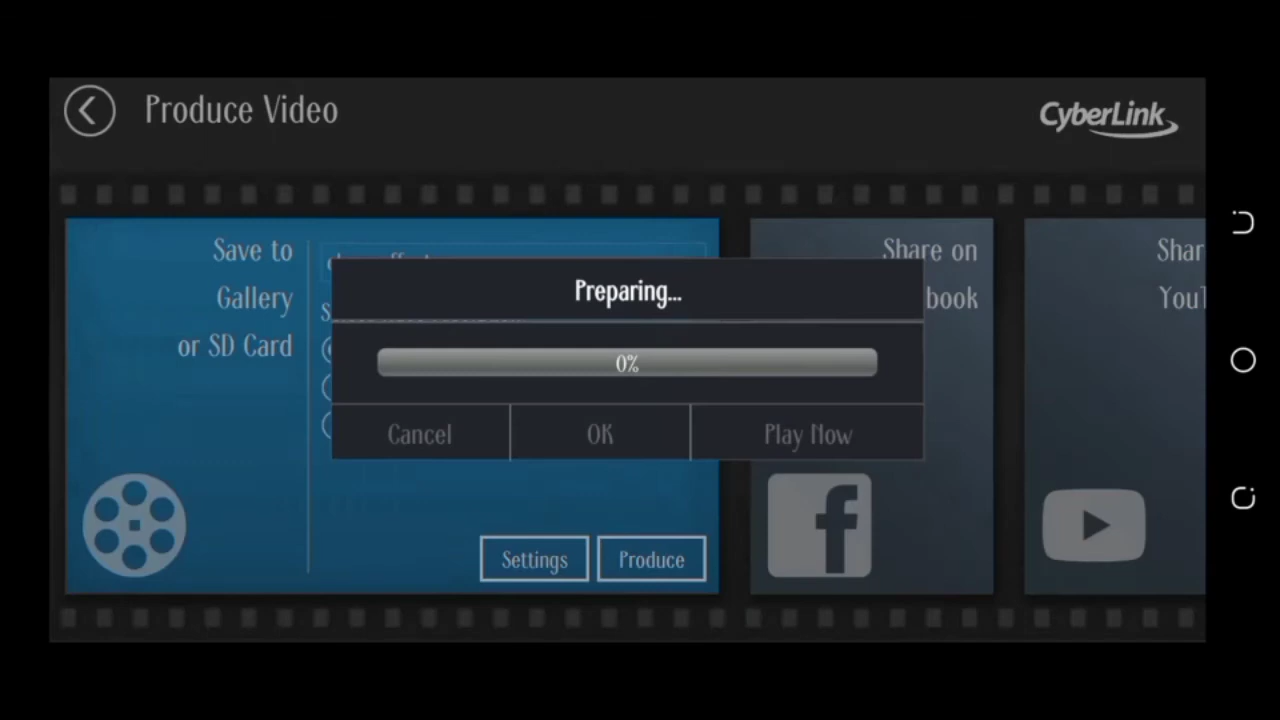 Produce Video
CyberLink
Save to
Gallery
or SD Card
Share on
book
Shar
You
Preparing...
0%
Cancel
OK
Play Now
Settings
Produce